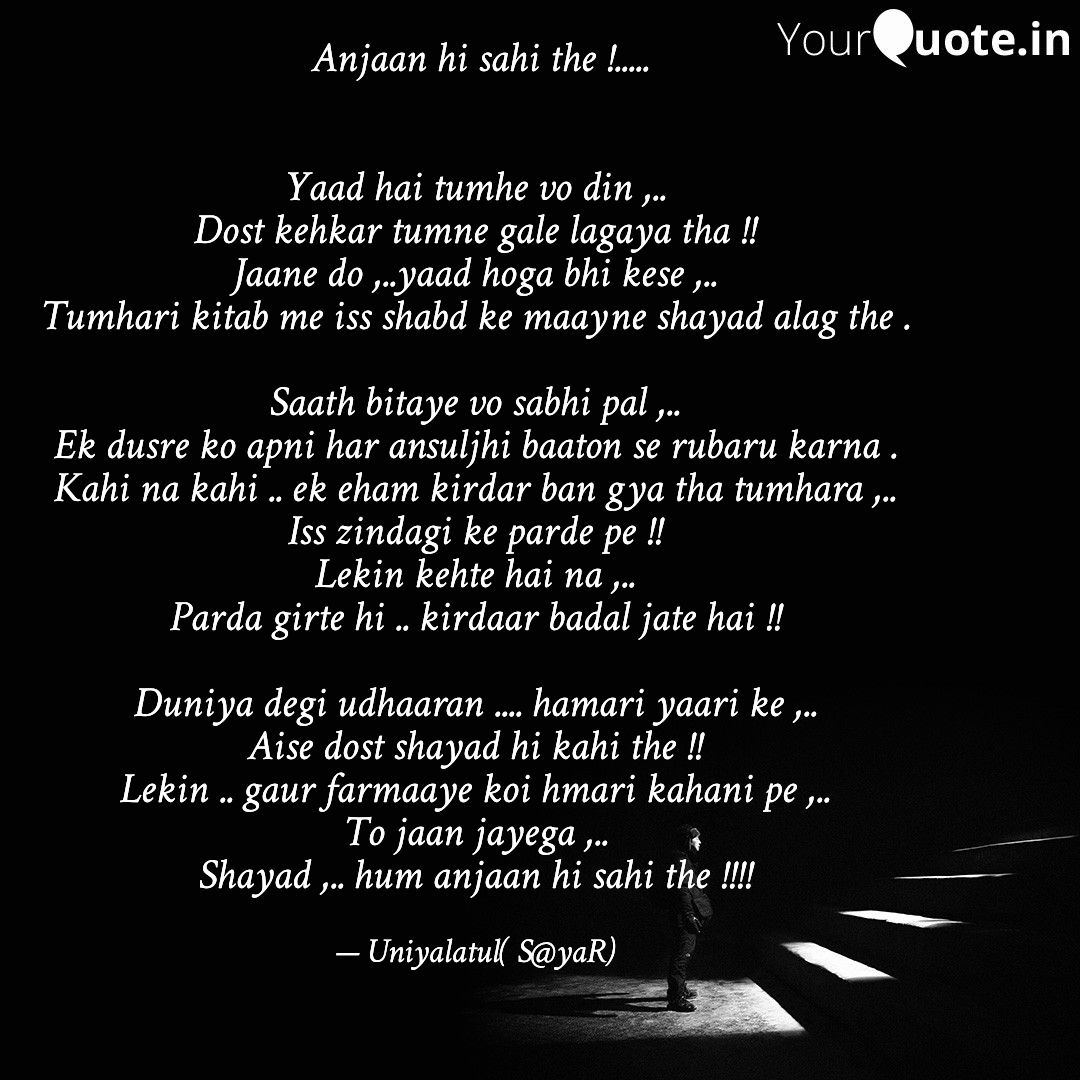 YourQuote.in
Anjaan hi sahi the !.....
Yaad hai tumhe vo din ,..
Dost kehkar tumne gale lagaya tha !!
Jaane do ,..yaad hoga bhi kese ,..
Tumhari kitab me iss shabd ke maayne shayad alag the .
Saath bitaye vo sabhi pal ,..
Ek dusre ko apni har ansuljhi baaton se rubaru karna .
Kahi na kahi .. ek eham kirdar ban gya tha tumhara ,..
Iss zindagi ke parde pe !!
Lekin kehte hai na ,..
Parda girte hi .. kirdaar badal jate hai !!
Duniya degi udhaaran .... hamari yaari ke ,..
Aise dost shayad hi kahi the !!
Lekin .. gaur farmaaye koi hmari kahani pe ,..
To jaan jayega ,..
Shayad ,.. hum anjaan hi sahi the !!!!
— Uniyalatul( S@yaR)